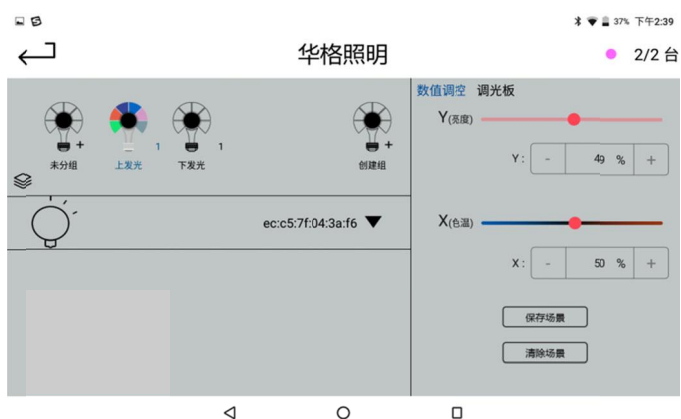 37% 下午2:39
华格照明
2/2 台
数值调控 调光板
Y(亮度)
Y: - 49 % +
X(色温)
X: - 50 % +
保存场景
清除场景
+ 1 1 +
未分组 上发光 下发光 创建组
ec:c5:7f:04:3a:f6